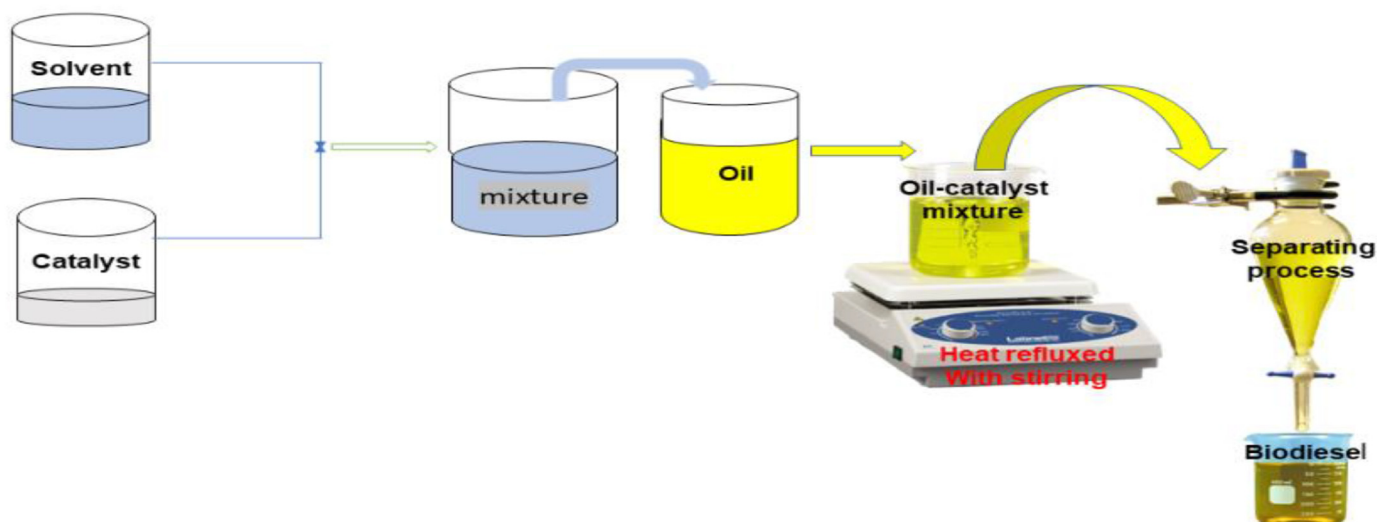 Solvent
Catalyst
mixture
Oil
Oil-catalyst
mixture
Heat refluxed
With stirring
Separating
process
Biodiesel